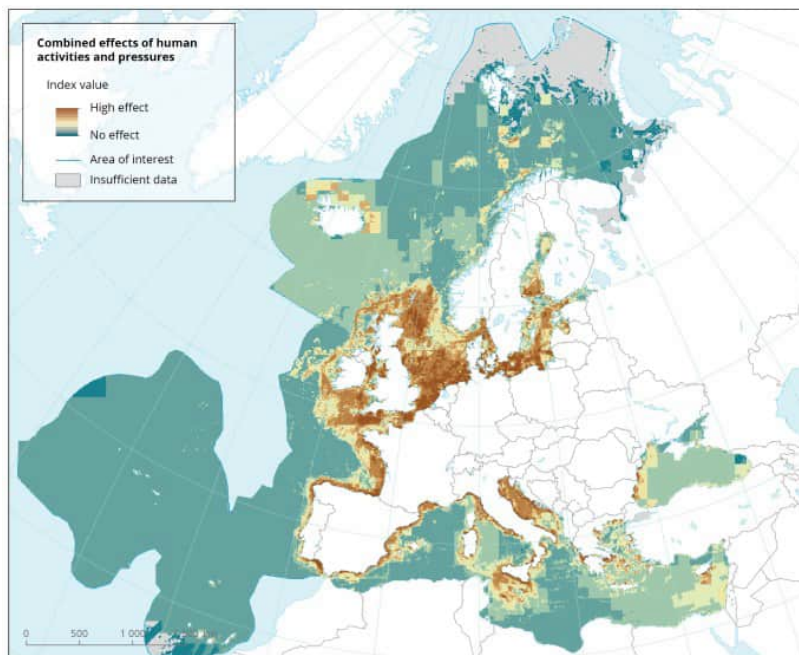 Combined effects of human
activities and pressures
Index value
High effect
No effect
Area of interest
Insufficient data
0 500 1 000